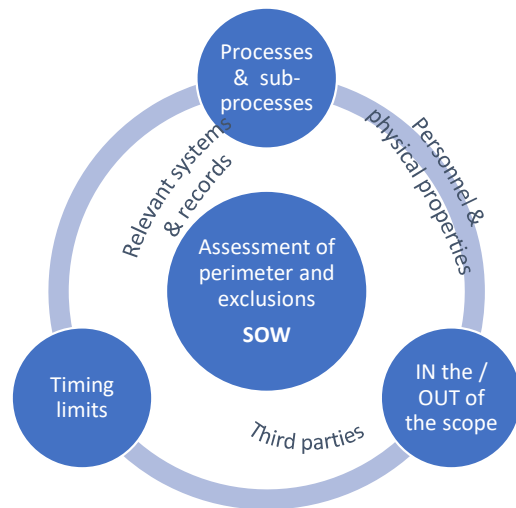 Processes
& sub-
processes
Relevant systems
& records
Personnel &
physical properties
Assessment of
perimeter and
exclusions
SOW
Timing
limits
IN the /
OUT of
the scope
Third parties